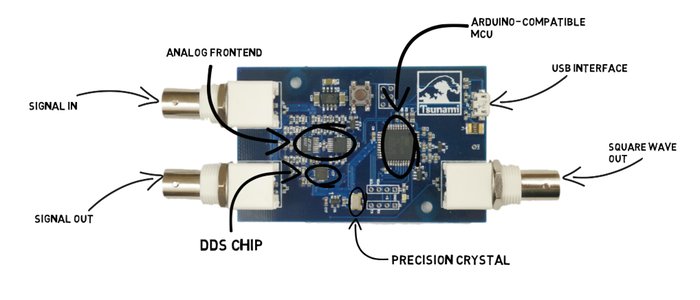 ARDUINO-COMPATIBLE
MCU
ANALOG FRONTEND
USB INTERFACE
SIGNAL IN
Tsunami
SQUARE WAVE
OUT
SIGNAL OUT
DDS CHIP
PRECISION CRYSTAL